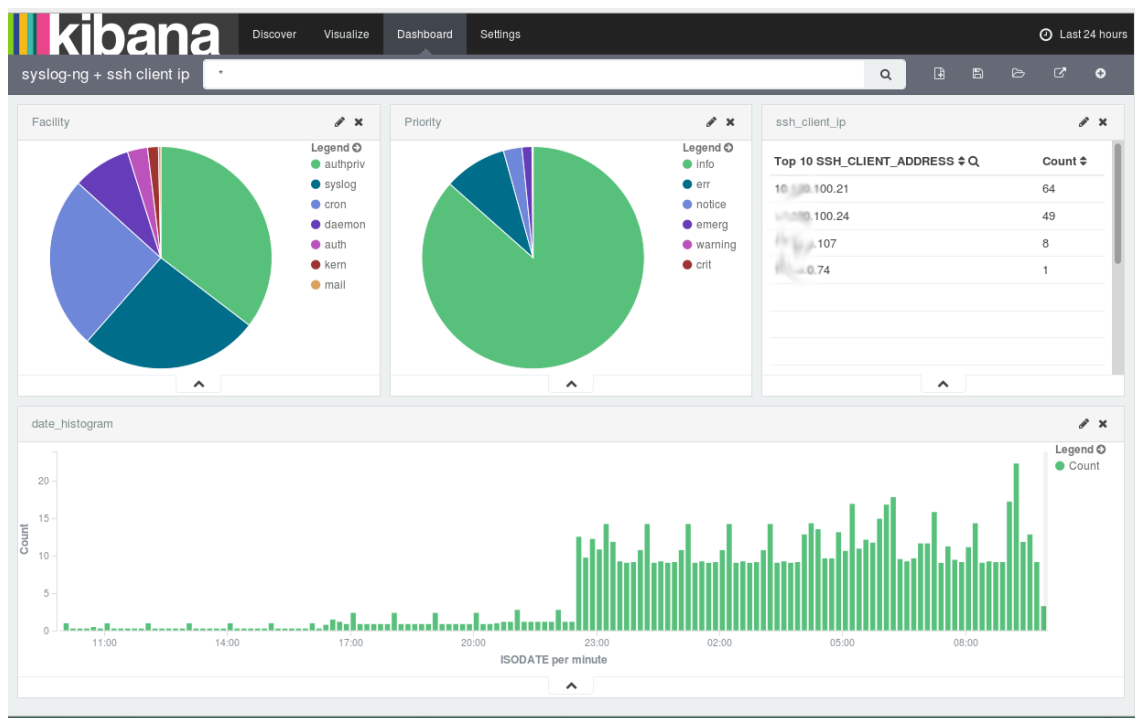 kibana Discover Visualize Dashboard Settings Last 24 hours
syslog-ng + ssh client ip *
Facility
Legend
authpriv
syslog
cron
daemon
auth
kern
mail
Priority
Legend
info
err
notice
emerg
warning
crit
ssh_client_ip
Top 10 SSH_CLIENT_ADDRESS Count
.100.21 64
.100.24 49
.107 8
.0.74 1
date_histogram
Legend
Count
Count
20
15
10
5
0
11:00 14:00 17:00 20:00 23:00 02:00 05:00 08:00
ISODATE per minute